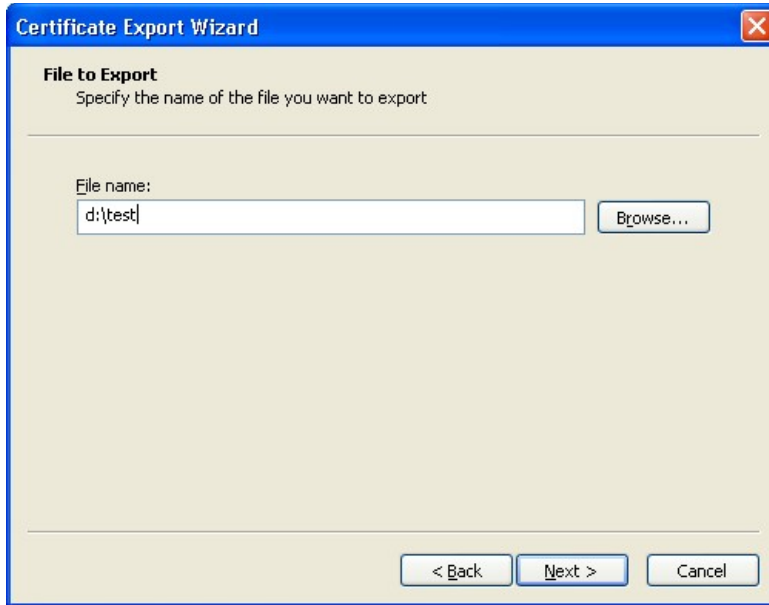 Certificate Export Wizard
File to Export
Specify the name of the file you want to export
File name:
d:\test
Browse...
< Back
Next >
Cancel